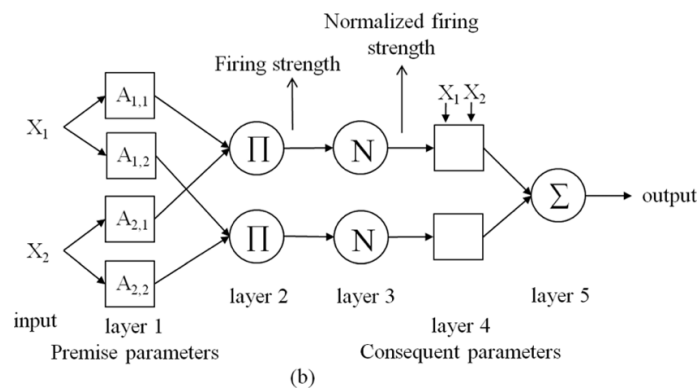 Normalized firing
strength
Firing strength
X1 X2
A1,1
X1
A1,2
Π
N
A2,1
Σ
output
X2
A2,2
Π
N
input
layer 1
layer 2
layer 3
layer 4
layer 5
Premise parameters
Consequent parameters
(b)